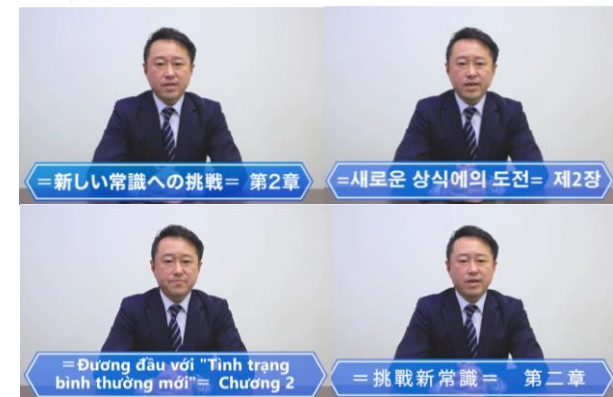 =新しい常識への挑戦= 第2章
=새로운 상식에의 도전= 제2장
=Đương đầu với "Tình trạng
bình thường mới"= Chương 2
=挑戰新常識= 第二章